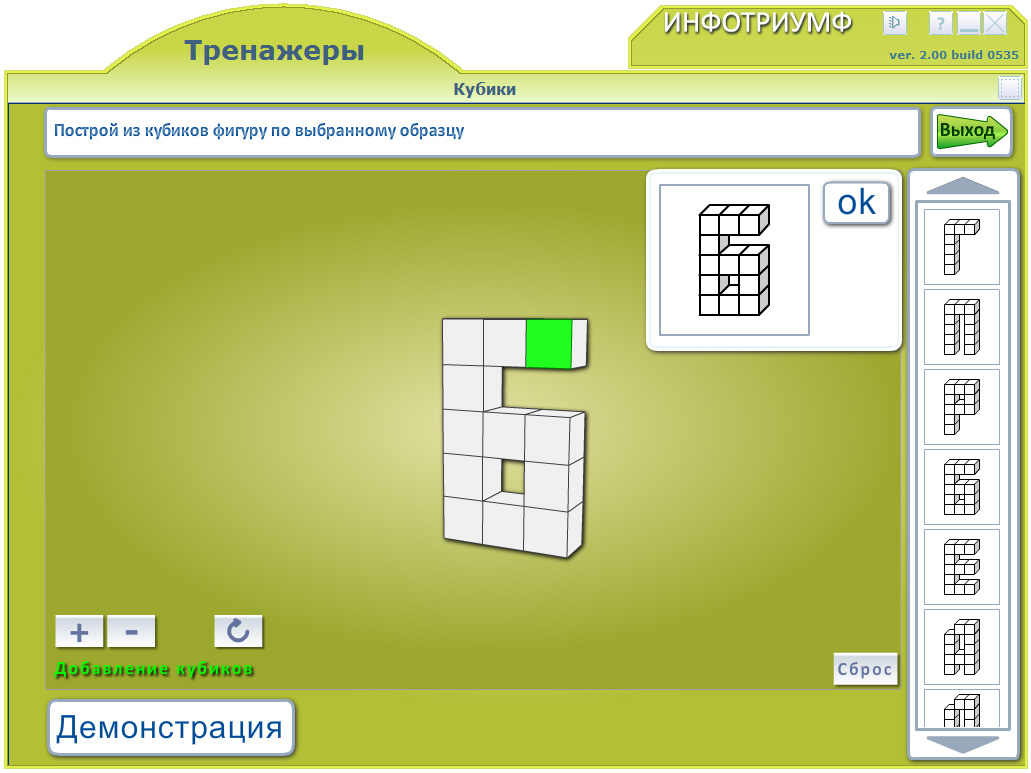 Тренажеры
ИНФОТРИУМФ
?
ver. 2.00 build 0535
Кубики
Построй из кубиков фигуру по выбранному образцу
Выход
ok
+ -
Добавление кубиков
Сброс
Демонстрация